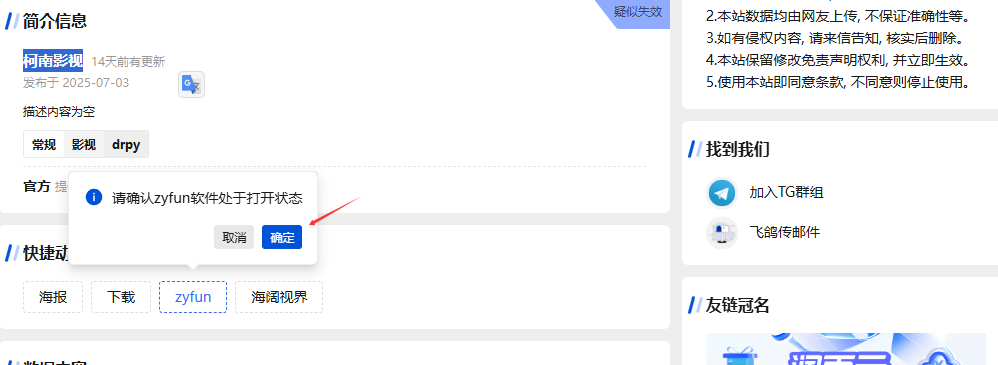 疑似失效
简介信息
柯南影视 14天前有更新
发布于 2025-07-03
描述内容为空
常规 影视 drpy
官方 提
请确认zyfun软件处于打开状态
取消 确定
快捷动
海报 下载 zyfun 海阔视界
2.本站数据均由网友上传, 不保证准确性等。
3.如有侵权内容, 请来信告知, 核实后删除。
4.本站保留修改免责声明权利, 并立即生效。
5.使用本站即同意条款, 不同意则停止使用。
找到我们
加入TG群组
飞鸽传邮件
友链冠名